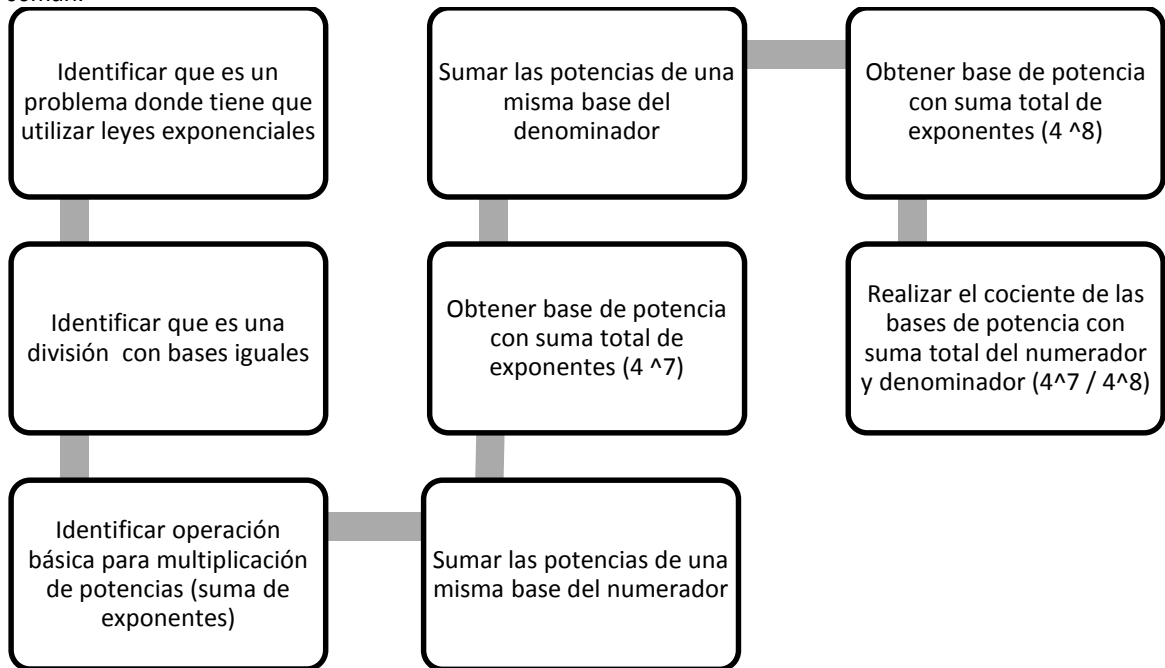 Identificar que es un
problema donde tiene que
utilizar leyes exponenciales
Identificar que es una
división con bases iguales
Identificar operación
básica para multiplicación
de potencias (suma de
exponentes)
Sumar las potencias de una
misma base del numerador
Obtener base de potencia
con suma total de
exponentes (4 ^7)
Sumar las potencias de una
misma base del
denominador
Obtener base de potencia
con suma total de
exponentes (4 ^8)
Realizar el cociente de las
bases de potencia con
suma total del numerador
y denominador (4^7 / 4^8)